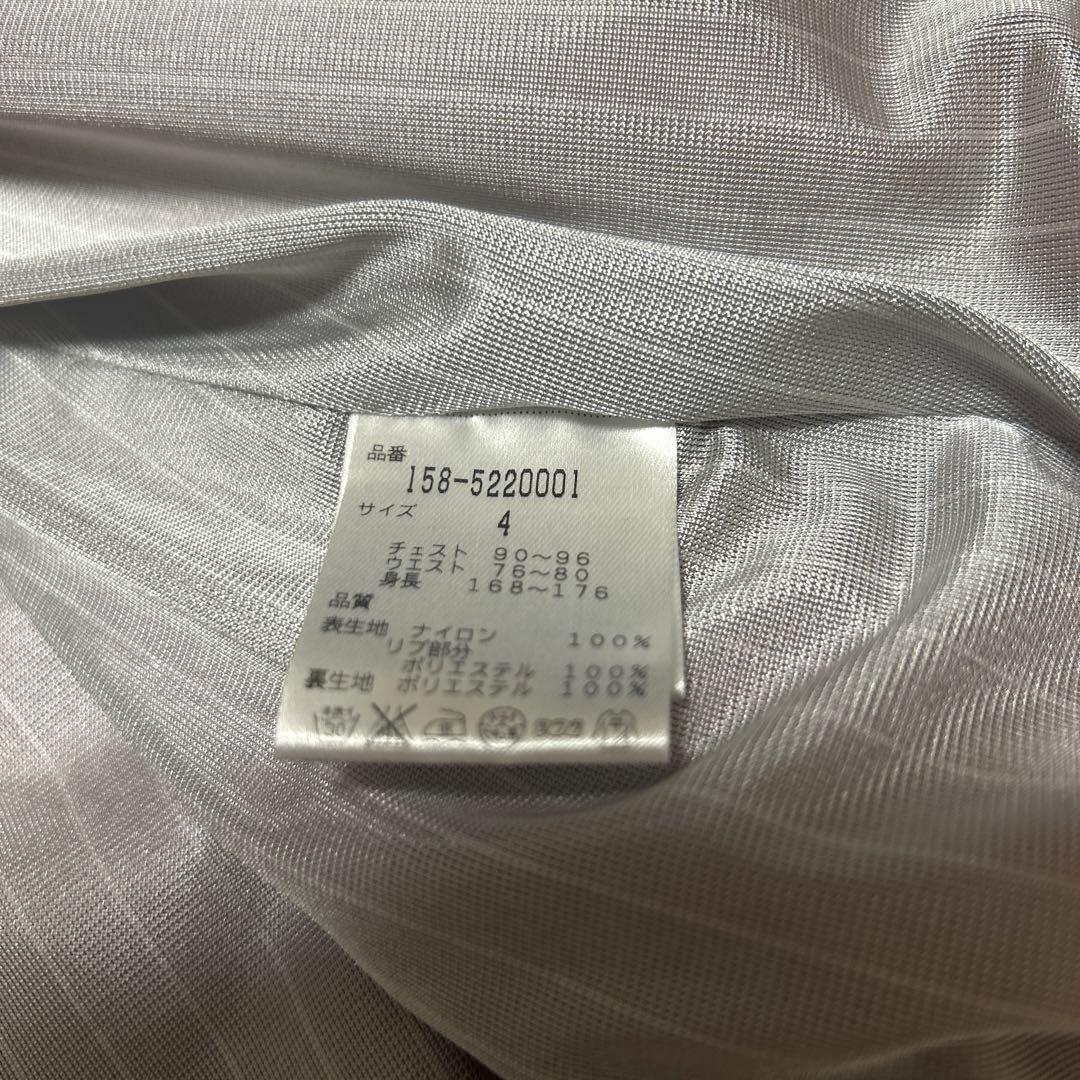 品番
158-5220001
サイズ 4
チェスト 90～96
ウエスト 76～80
身長 168～176
品質
表生地 ナイロン 100%
リブ部分
ポリエステル 100%
裏生地 ポリエステル 100%